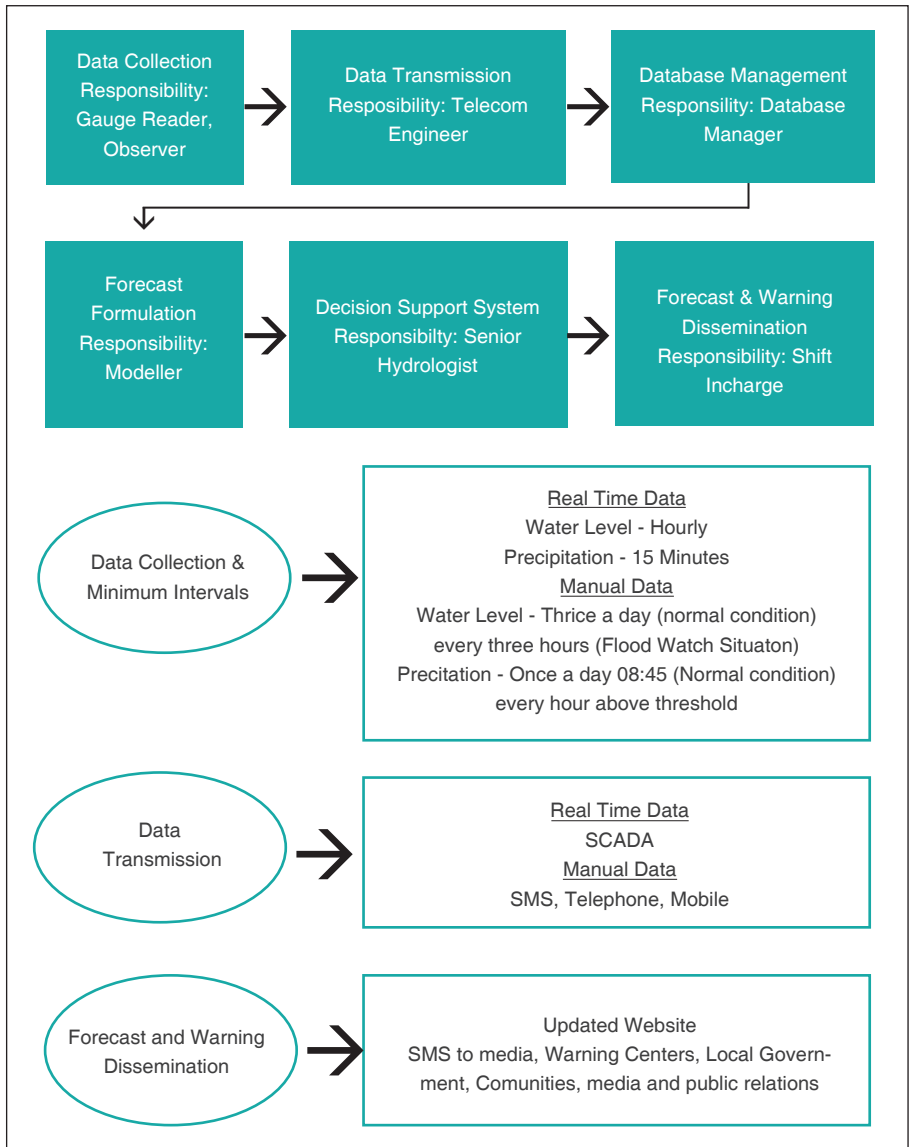 Data Collection
Responsibility:
Gauge Reader,
Observer
Data Transmission
Resposibility: Telecom
Engineer
Database Management
Responsility: Database
Manager
Forecast
Formulation
Responsibility:
Modeller
Decision Support System
Responsibilty: Senior
Hydrologist
Forecast & Warning
Dissemination
Responsibility: Shift
Incharge
Data Collection &
Minimum Intervals
Real Time Data
Water Level - Hourly
Precipitation - 15 Minutes
Manual Data
Water Level - Thrice a day (normal condition)
every three hours (Flood Watch Situaton)
Precitation - Once a day 08:45 (Normal condition)
every hour above threshold
Data
Transmission
Real Time Data
SCADA
Manual Data
SMS, Telephone, Mobile
Forecast and Warning
Dissemination
Updated Website
SMS to media, Warning Centers, Local Govern-
ment, Comunities, media and public relations